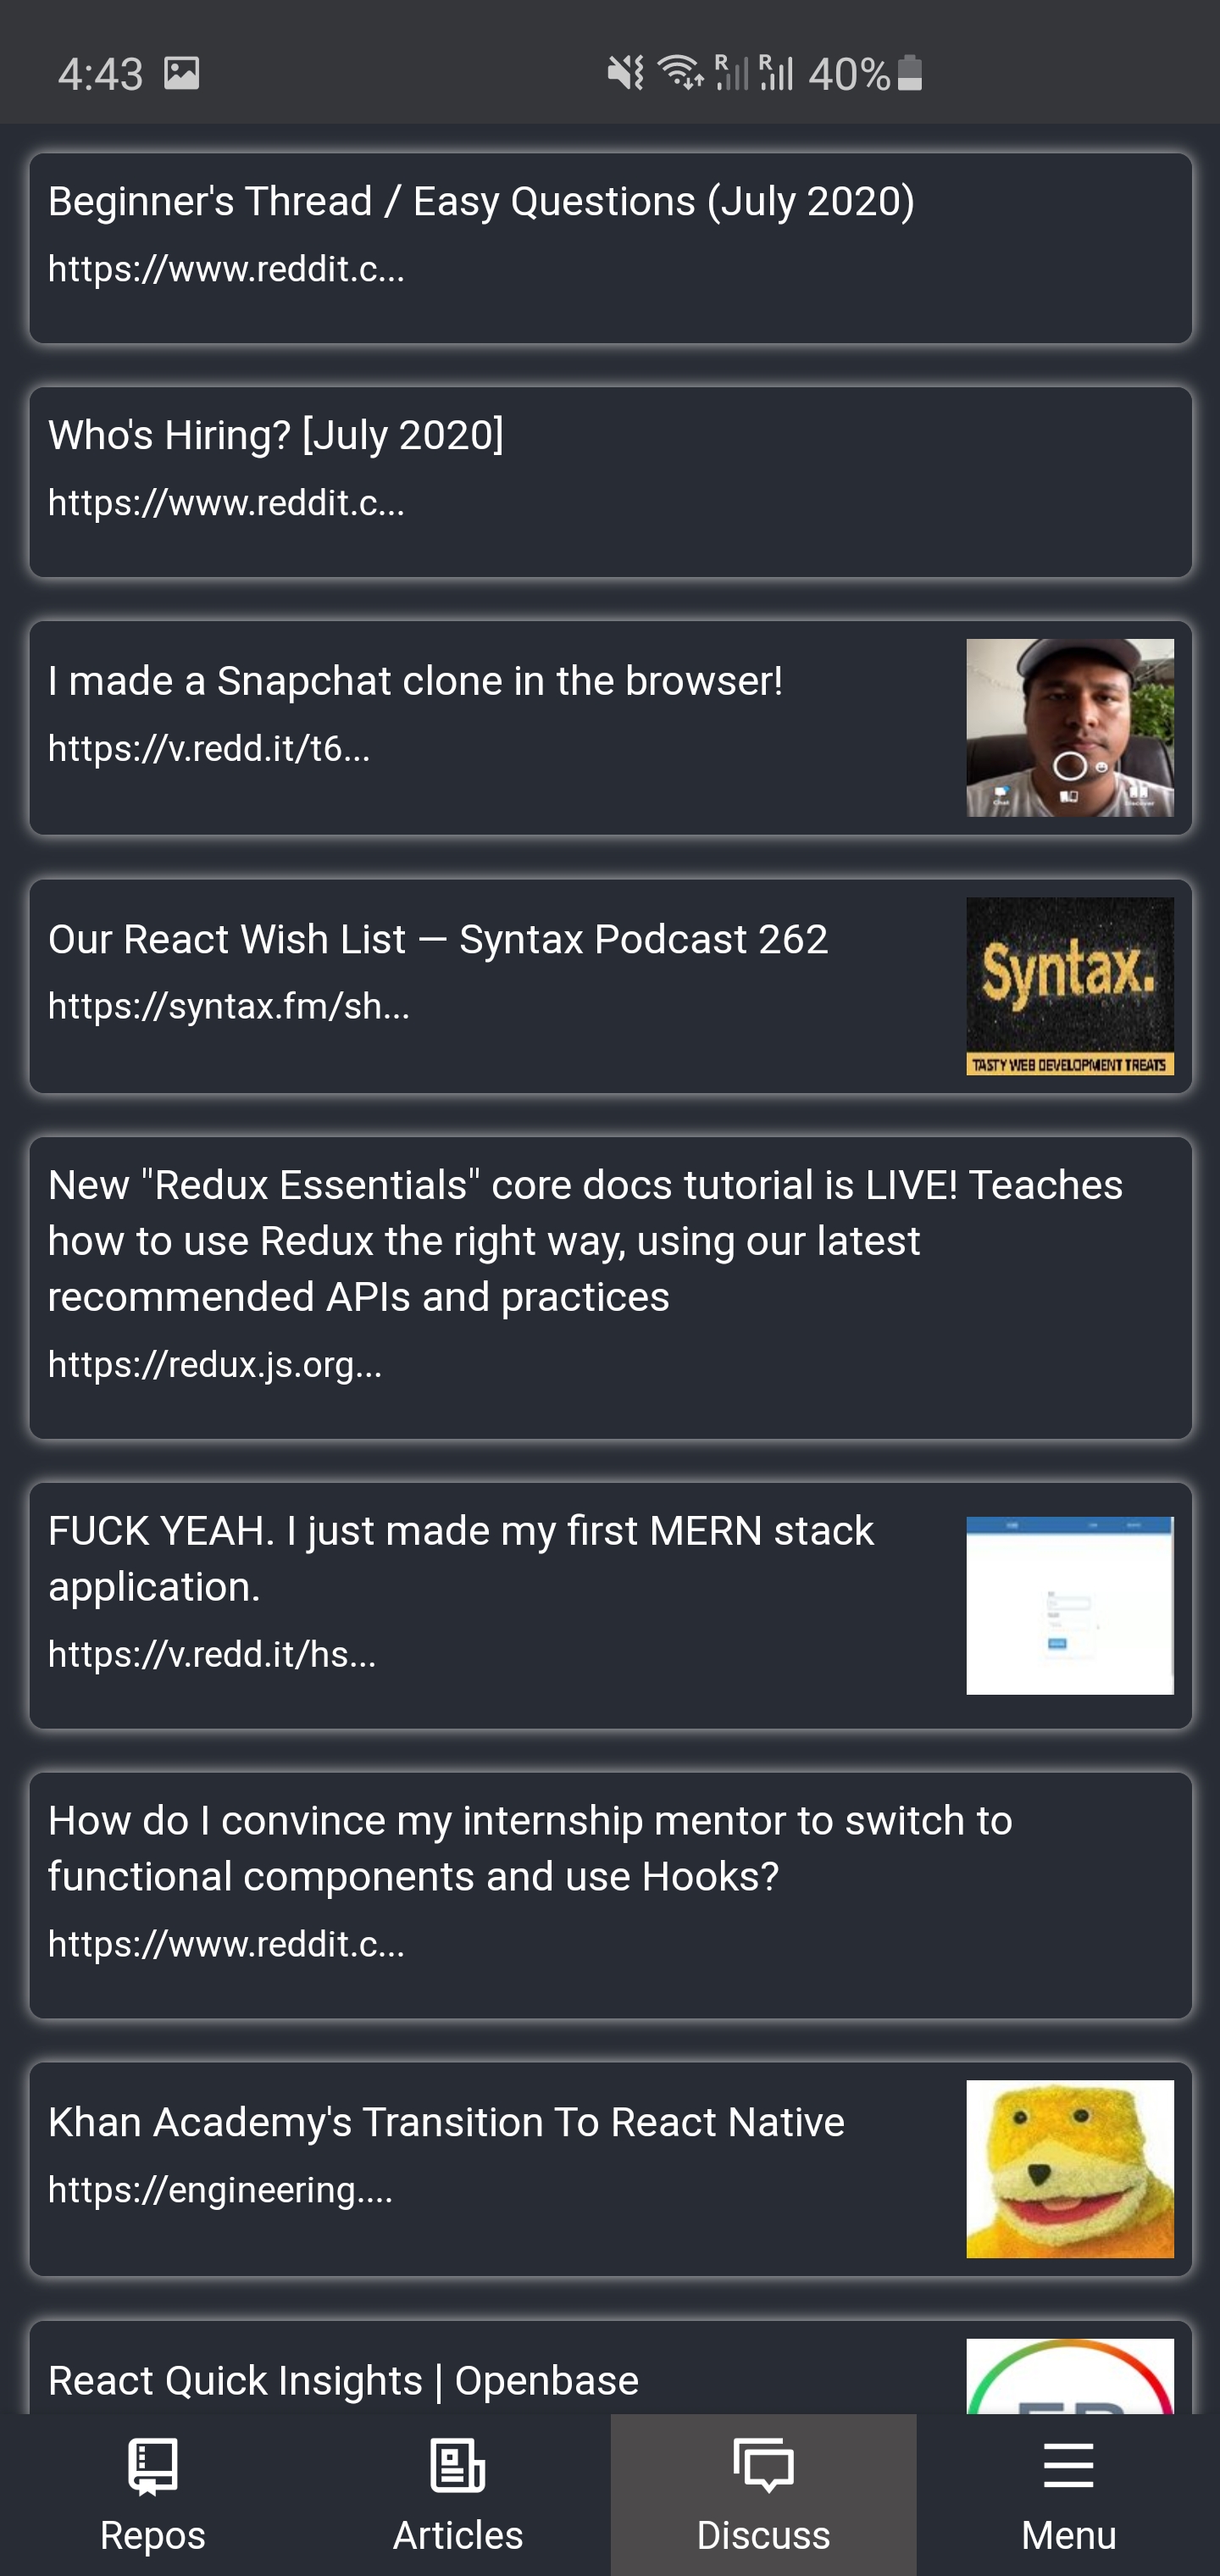 4:43
R R 40%
Beginner's Thread / Easy Questions (July 2020)
https://www.reddit.c...
Who's Hiring? [July 2020]
https://www.reddit.c...
I made a Snapchat clone in the browser!
https://v.redd.it/t6...
Chat
Discover
Our React Wish List — Syntax Podcast 262
https://syntax.fm/sh...
Syntax.
TASTY WEB DEVELOPMENT TREATS
New "Redux Essentials" core docs tutorial is LIVE! Teaches
how to use Redux the right way, using our latest
recommended APIs and practices
https://redux.js.org...
FUCK YEAH. I just made my first MERN stack
application.
https://v.redd.it/hs...
How do I convince my internship mentor to switch to
functional components and use Hooks?
https://www.reddit.c...
Khan Academy's Transition To React Native
https://engineering....
React Quick Insights | Openbase
Repos
Articles
Discuss
Menu